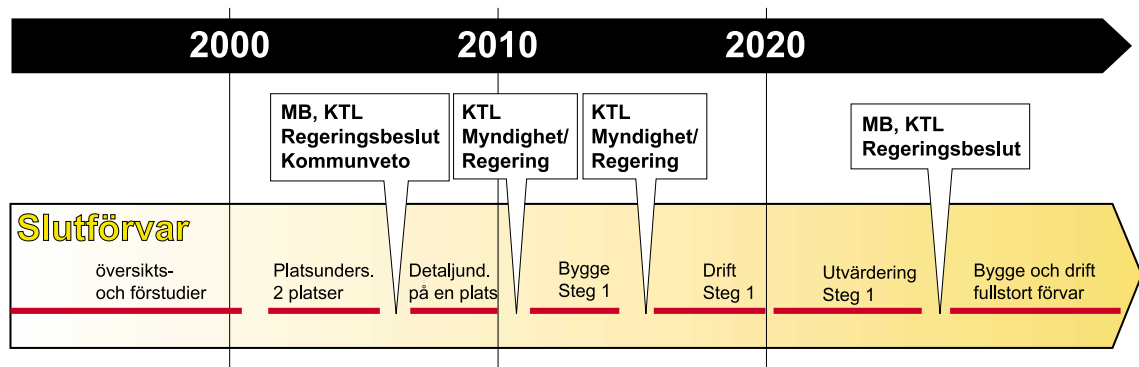 2000
2010
2020
MB, KTL
Regeringsbeslut
Kommunveto
KTL
Myndighet/
Regering
KTL
Myndighet/
Regering
MB, KTL
Regeringsbeslut
Slutförvar
översikts-
och förstudier
Platsunders.
2 platser
Detaljund.
på en plats
Bygge
Steg 1
Drift
Steg 1
Utvärdering
Steg 1
Bygge och drift
fullstort förvar